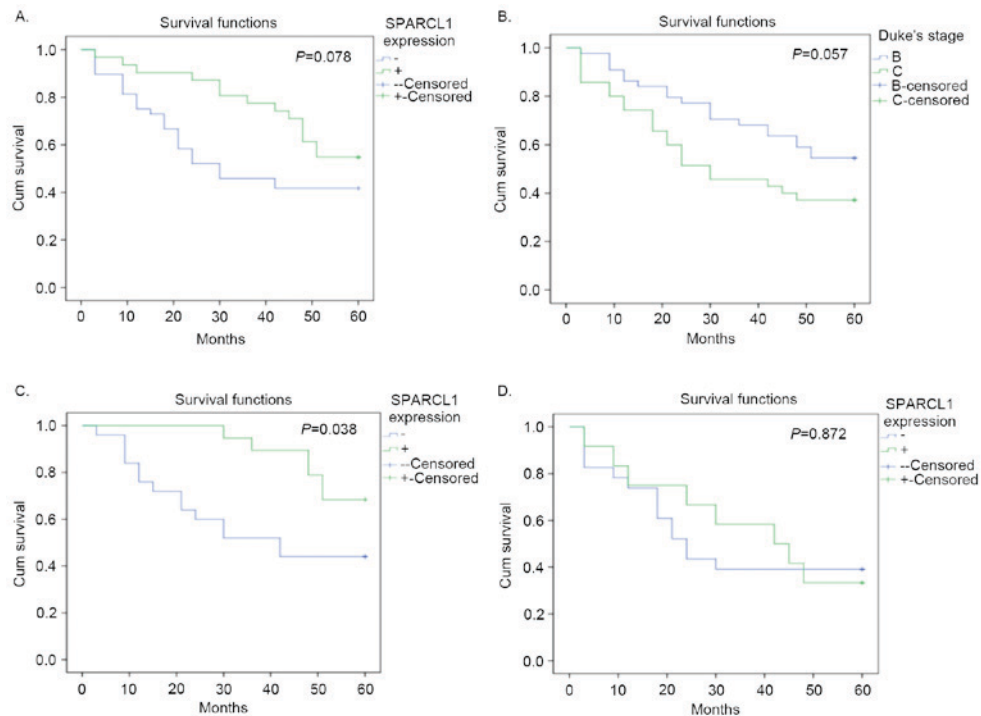 A.
Survival functions
SPARCL1
expression
-
+
--Censored
+-Censored
P=0.078
Cum survival
1.0
0.8
0.6
0.4
0.2
0.0
0 10 20 30 40 50 60
Months
B.
Survival functions
Duke's stage
B
C
B-censored
C-censored
P=0.057
Cum survival
1.0
0.8
0.6
0.4
0.2
0.0
0 10 20 30 40 50 60
Months
C.
Survival functions
SPARCL1
expression
-
+
--Censored
+-Censored
P=0.038
Cum survival
1.0
0.8
0.6
0.4
0.2
0.0
0 10 20 30 40 50 60
Months
D.
Survival functions
SPARCL1
expression
-
+
--Censored
+-Censored
P=0.872
Cum survival
1.0
0.8
0.6
0.4
0.2
0.0
0 10 20 30 40 50 60
Months